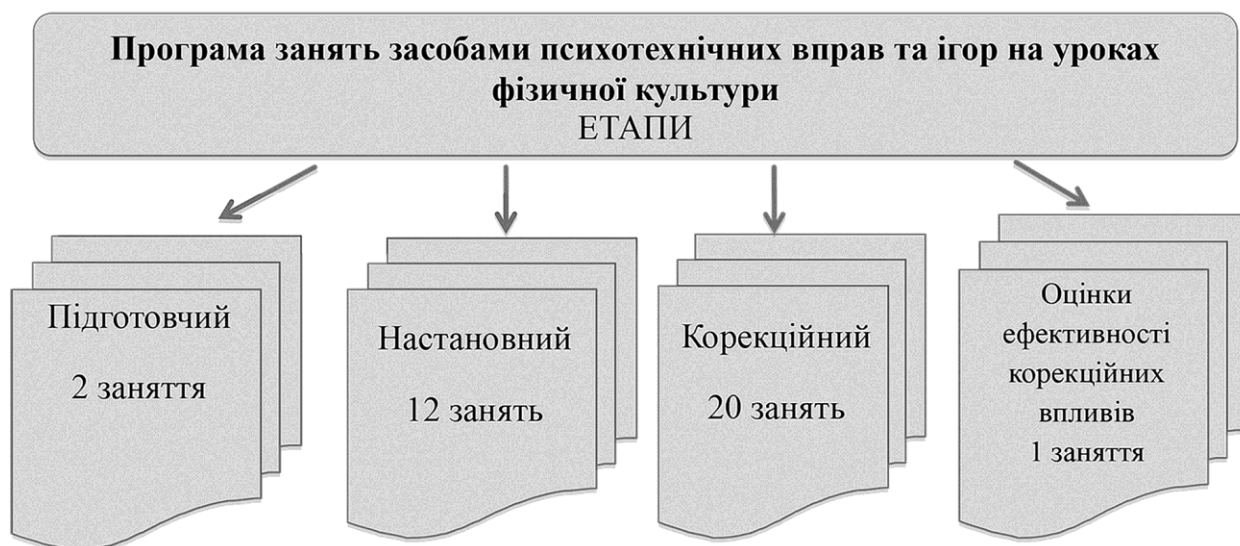 Програма занять засобами психотехнічних вправ та ігор на уроках
фізичної культури
ЕТАПИ
Підготовчий
2 заняття
Настановний
12 занять
Корекційний
20 занять
Оцінки
ефективності
корекційних
впливів
1 заняття